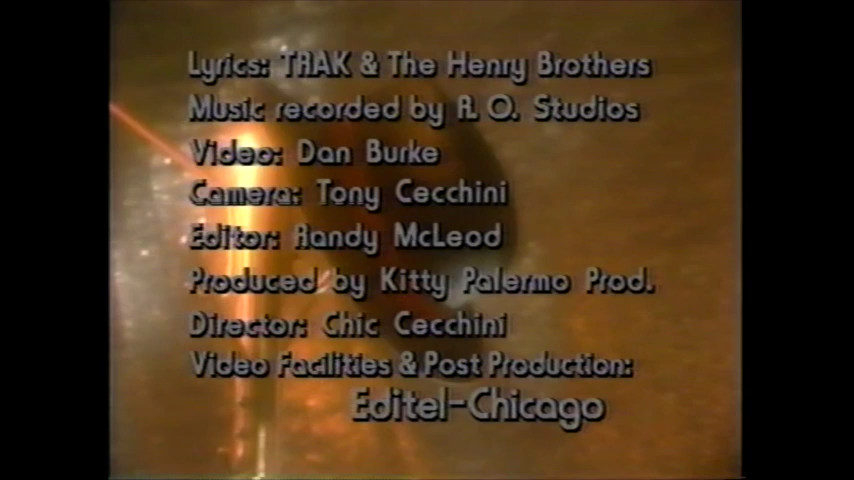 Lyrics: TRAK & The Henry Brothers
Music recorded by R. O. Studios
Video: Dan Burke
Camera: Tony Cecchini
Editor: Randy McLeod
Produced by Kitty Palermo Prod.
Director: Chic Cecchini
Video Facilities & Post Production:
Editel-Chicago